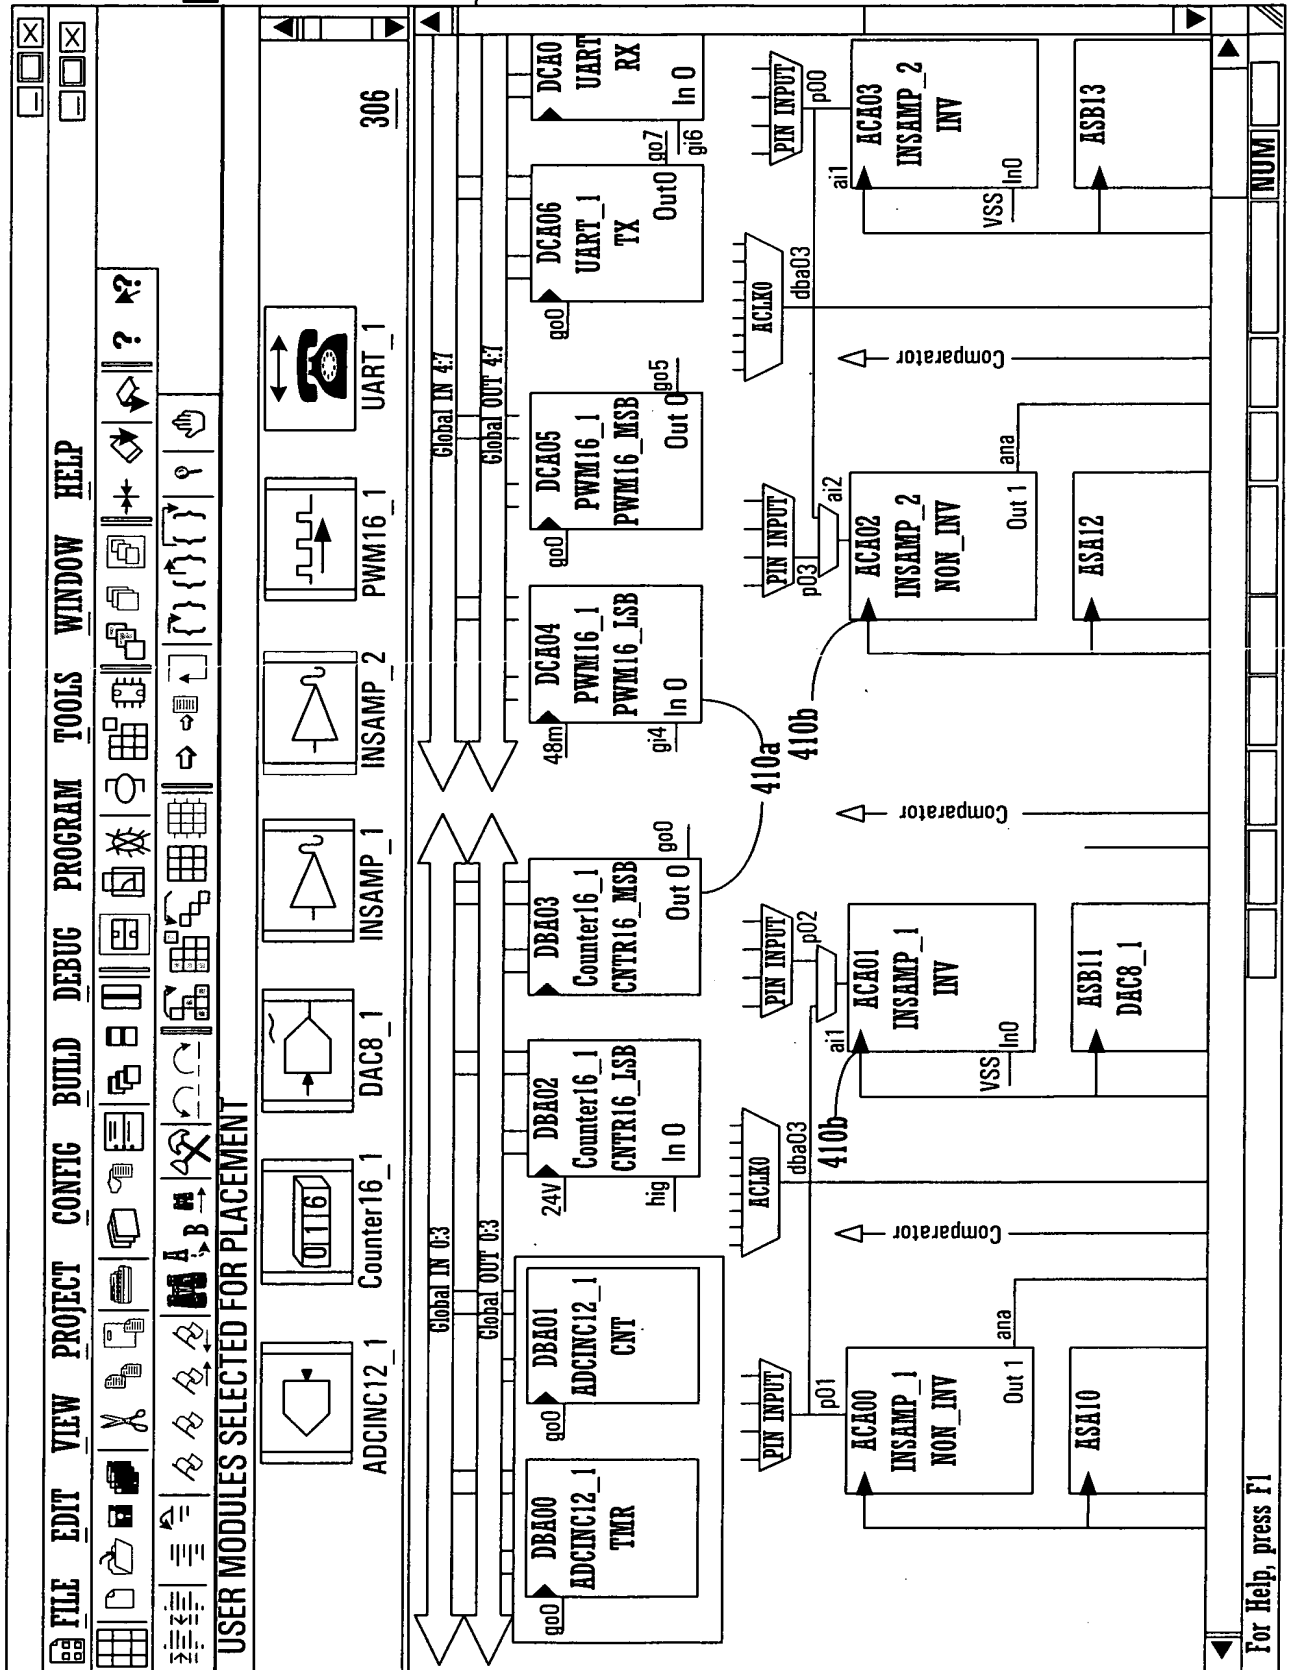 FILE EDIT VIEW PROJECT CONFIG BUILD DEBUG PROGRAM TOOLS WINDOW HELP
? ?
A
B
USER MODULES SELECTED FOR PLACEMENT
016
ADCINC12_1 Counter16_1 DAC8_1 INSAMP_1 INSAMP_2 PWM16_1 UART_1
306
Global IN 0:3 Global IN 4:7
Global OUT 0:3 Global OUT 4:7
go0
DBA00
ADCINC12_1
TMR
go0
DBA01
ADCINC12_1
CNT
24V
DBA02
Counter16_1
CNTR16_LSB
In 0
hig
DBA03
Counter16_1
CNTR16_MSB
Out 0
go0
48m
DCA04
PWM16_1
PWM16_LSB
In 0
gi4
go0
DCA05
PWM16_1
PWM16_MSB
Out 0
go5
go0
DCA06
UART_1
TX
Out0
go7
gi6
DCA0
UART
RX
In 0
410a
410b
410b
PIN INPUT
p01
ACLK0
dba03
PIN INPUT
p02
PIN INPUT
p03
ACLK0
dba03
PIN INPUT
p00
ACA00
INSAMP_1
NON_INV
Out 1
ana
Comparator
ai1
ACA01
INSAMP_1
INV
VSS
In0
Comparator
ai2
ACA02
INSAMP_2
NON_INV
Out 1
ana
Comparator
ai1
ACA03
INSAMP_2
INV
VSS
In0
ASA10
ASB11
DAC8_1
ASA12
ASB13
For Help, press F1
NUM